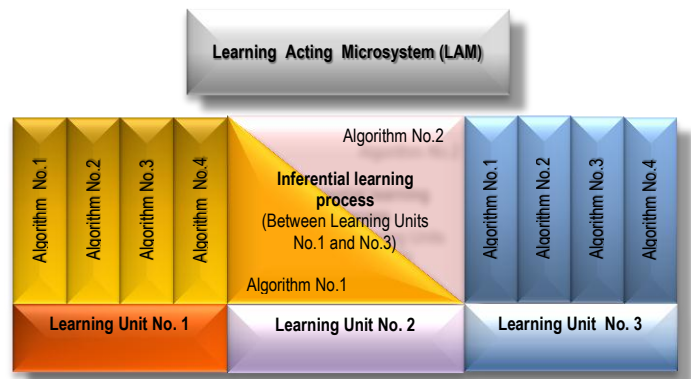 Learning Acting Microsystem (LAM)
Algorithm No.1
Algorithm No.2
Algorithm No.3
Algorithm No.4
Algorithm No.2
Inferential learning
process
(Between Learning Units
No.1 and No.3)
Algorithm No.1
Algorithm No.1
Algorithm No.2
Algorithm No.3
Algorithm No.4
Learning Unit No. 1
Learning Unit No. 2
Learning Unit No. 3